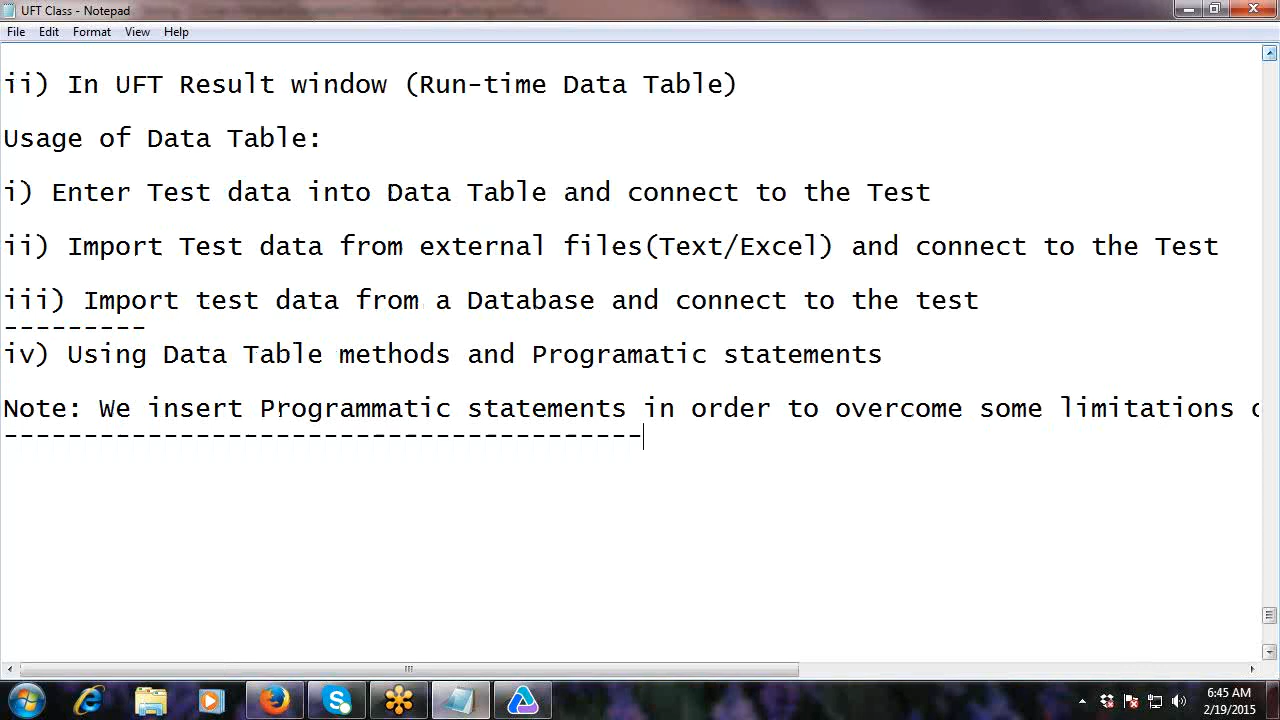 UFT Class - Notepad
File Edit Format View Help
ii) In UFT Result window (Run-time Data Table)
Usage of Data Table:
i) Enter Test data into Data Table and connect to the Test
ii) Import Test data from external files(Text/Excel) and connect to the Test
iii) Import test data from a Database and connect to the test
---------
iv) Using Data Table methods and Programatic statements
Note: We insert Programmatic statements in order to overcome some limitations
----------------------------------------
6:45 AM
2/19/2015